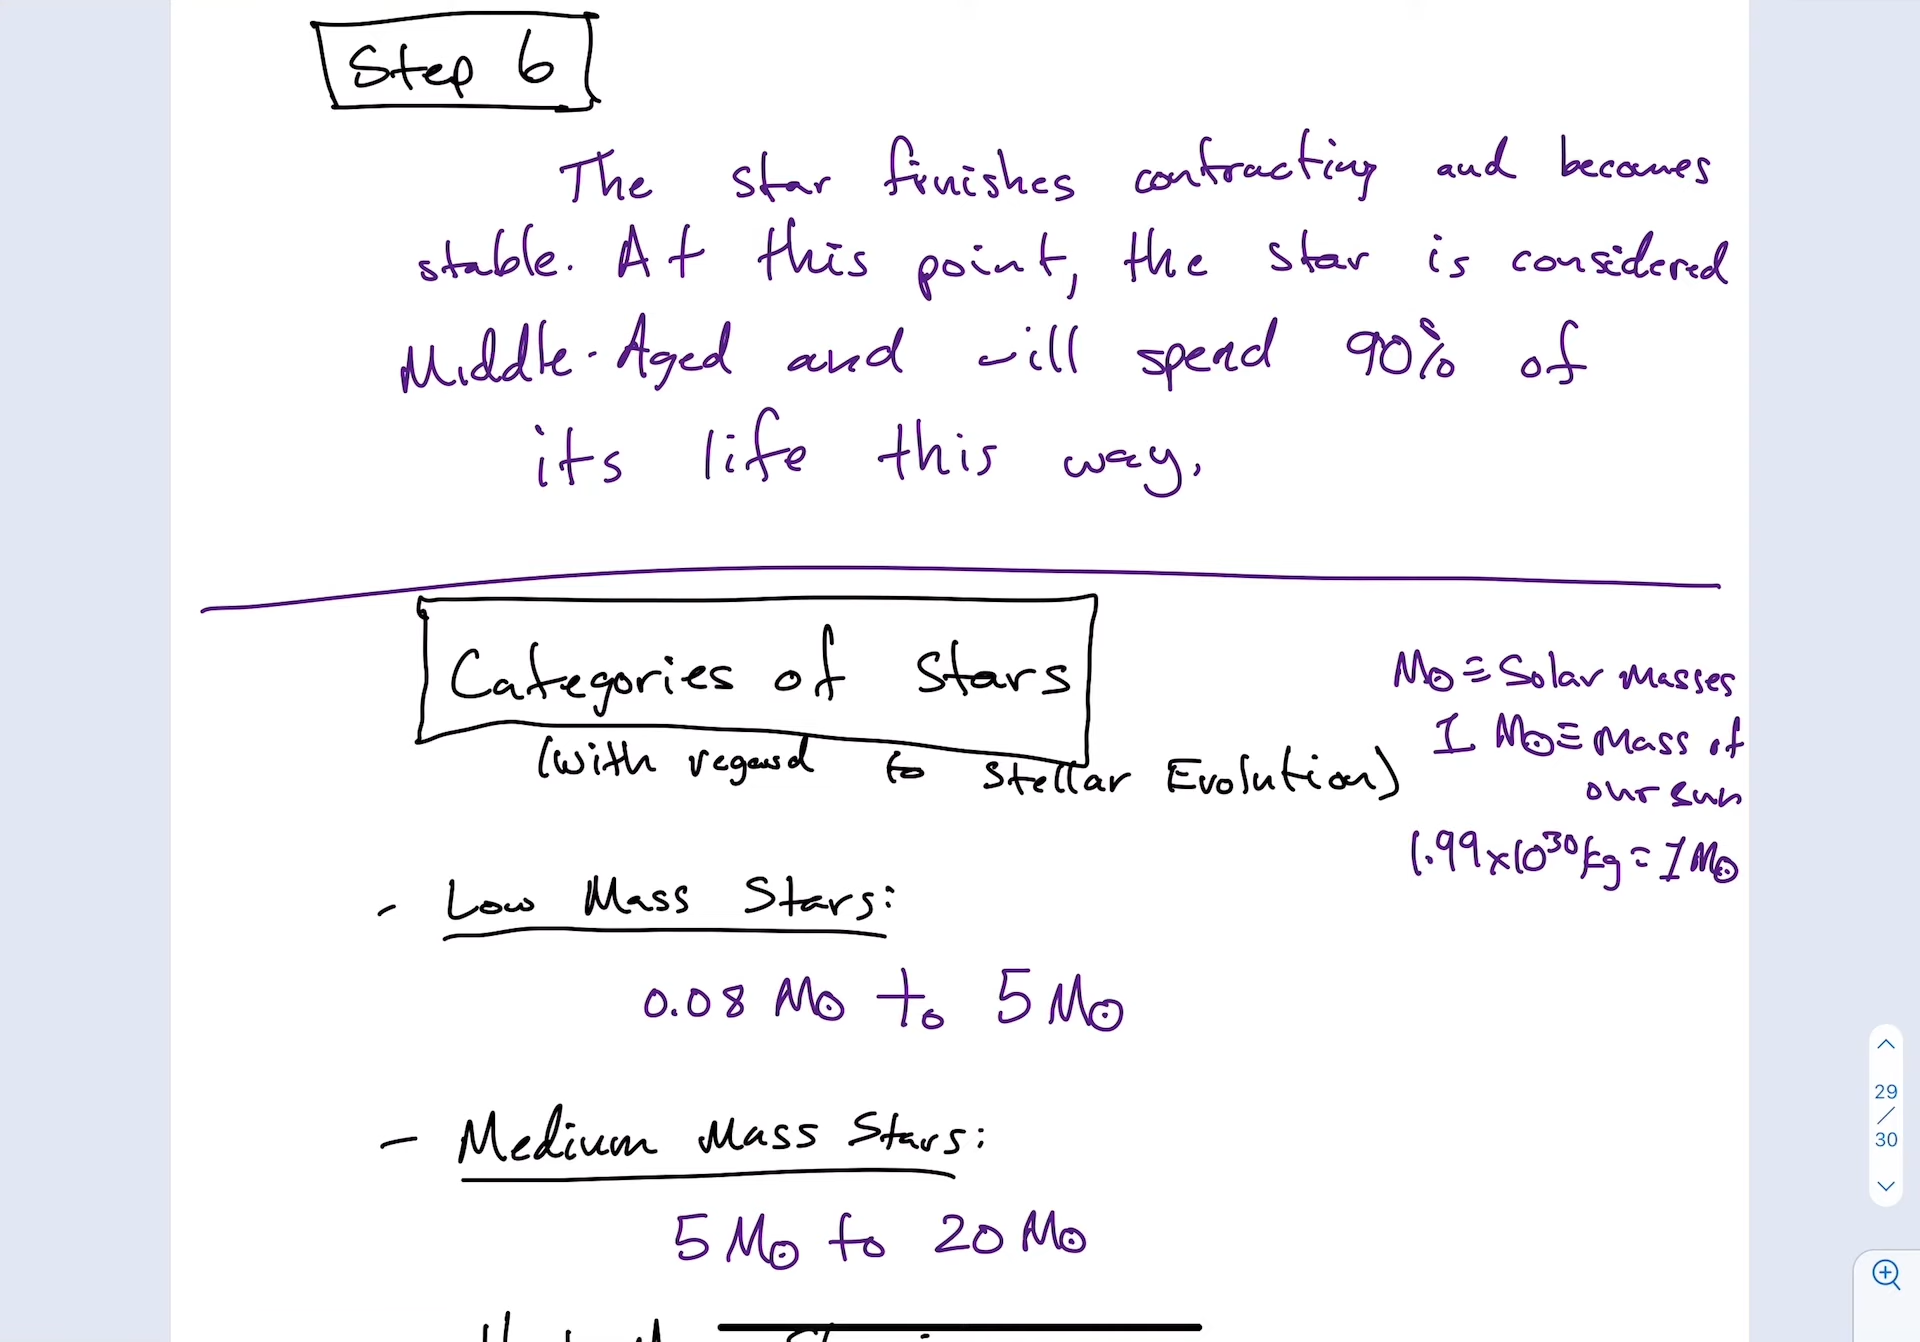 Step 6
The star finishes contracting and becomes
stable. At this point, the star is considered
Middle-Aged and will spend 90% of
its life this way.
Categories of Stars
(with regard to Stellar Evolution)
M☉ ≡ Solar Masses
1 M☉ ≡ Mass of
our sun
1.99x10³⁰kg = 1 M☉
- Low Mass Stars:
0.08 M☉ to 5 M☉
- Medium Mass Stars:
5 M☉ to 20 M☉
29
/
30